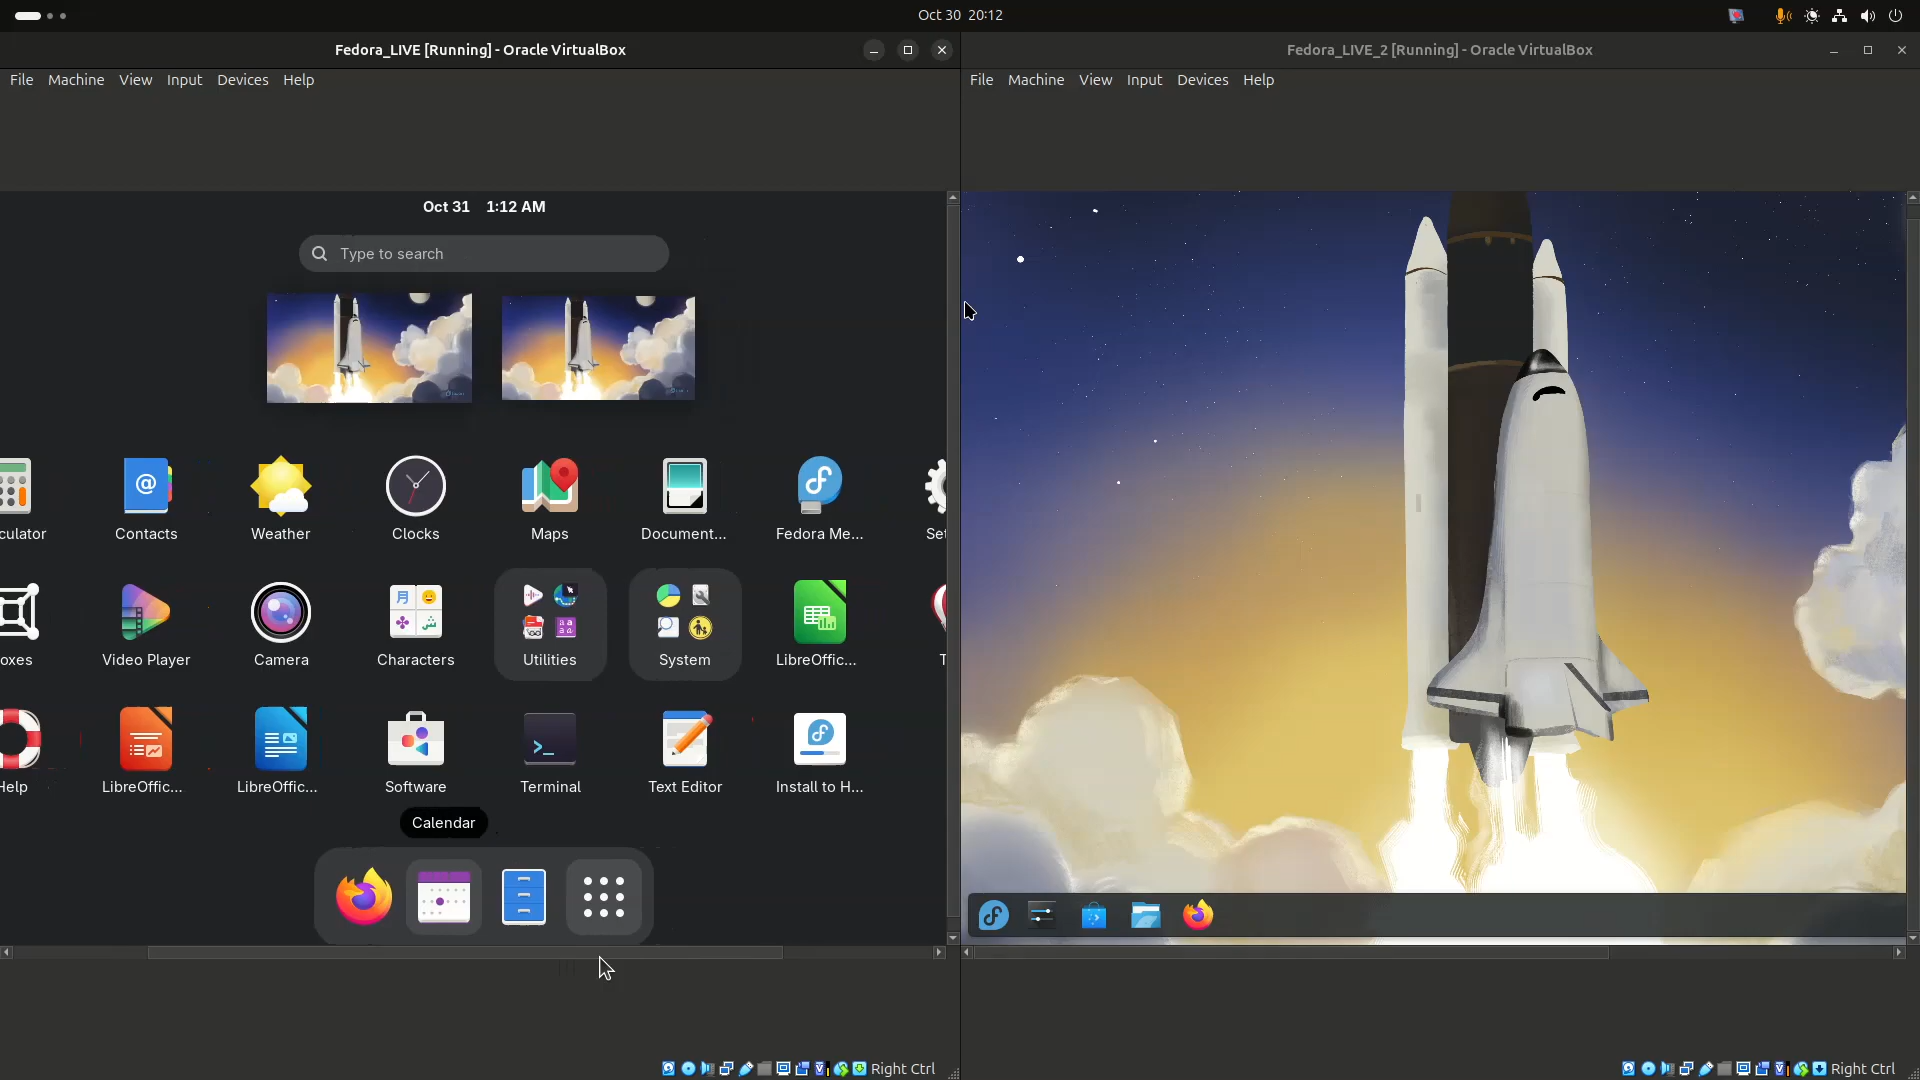 Oct 30 20:12
Fedora_LIVE [Running] - Oracle VirtualBox
File Machine View Input Devices Help
Oct 31 1:12 AM
Type to search
culator Contacts Weather Clocks Maps Document... Fedora Me... Set
oxes Video Player Camera Characters Utilities System LibreOffic... T
Help LibreOffic... LibreOffic... Software Terminal Text Editor Install to H...
Calendar
Right Ctrl
Fedora_LIVE_2 [Running] - Oracle VirtualBox
File Machine View Input Devices Help
Right Ctrl